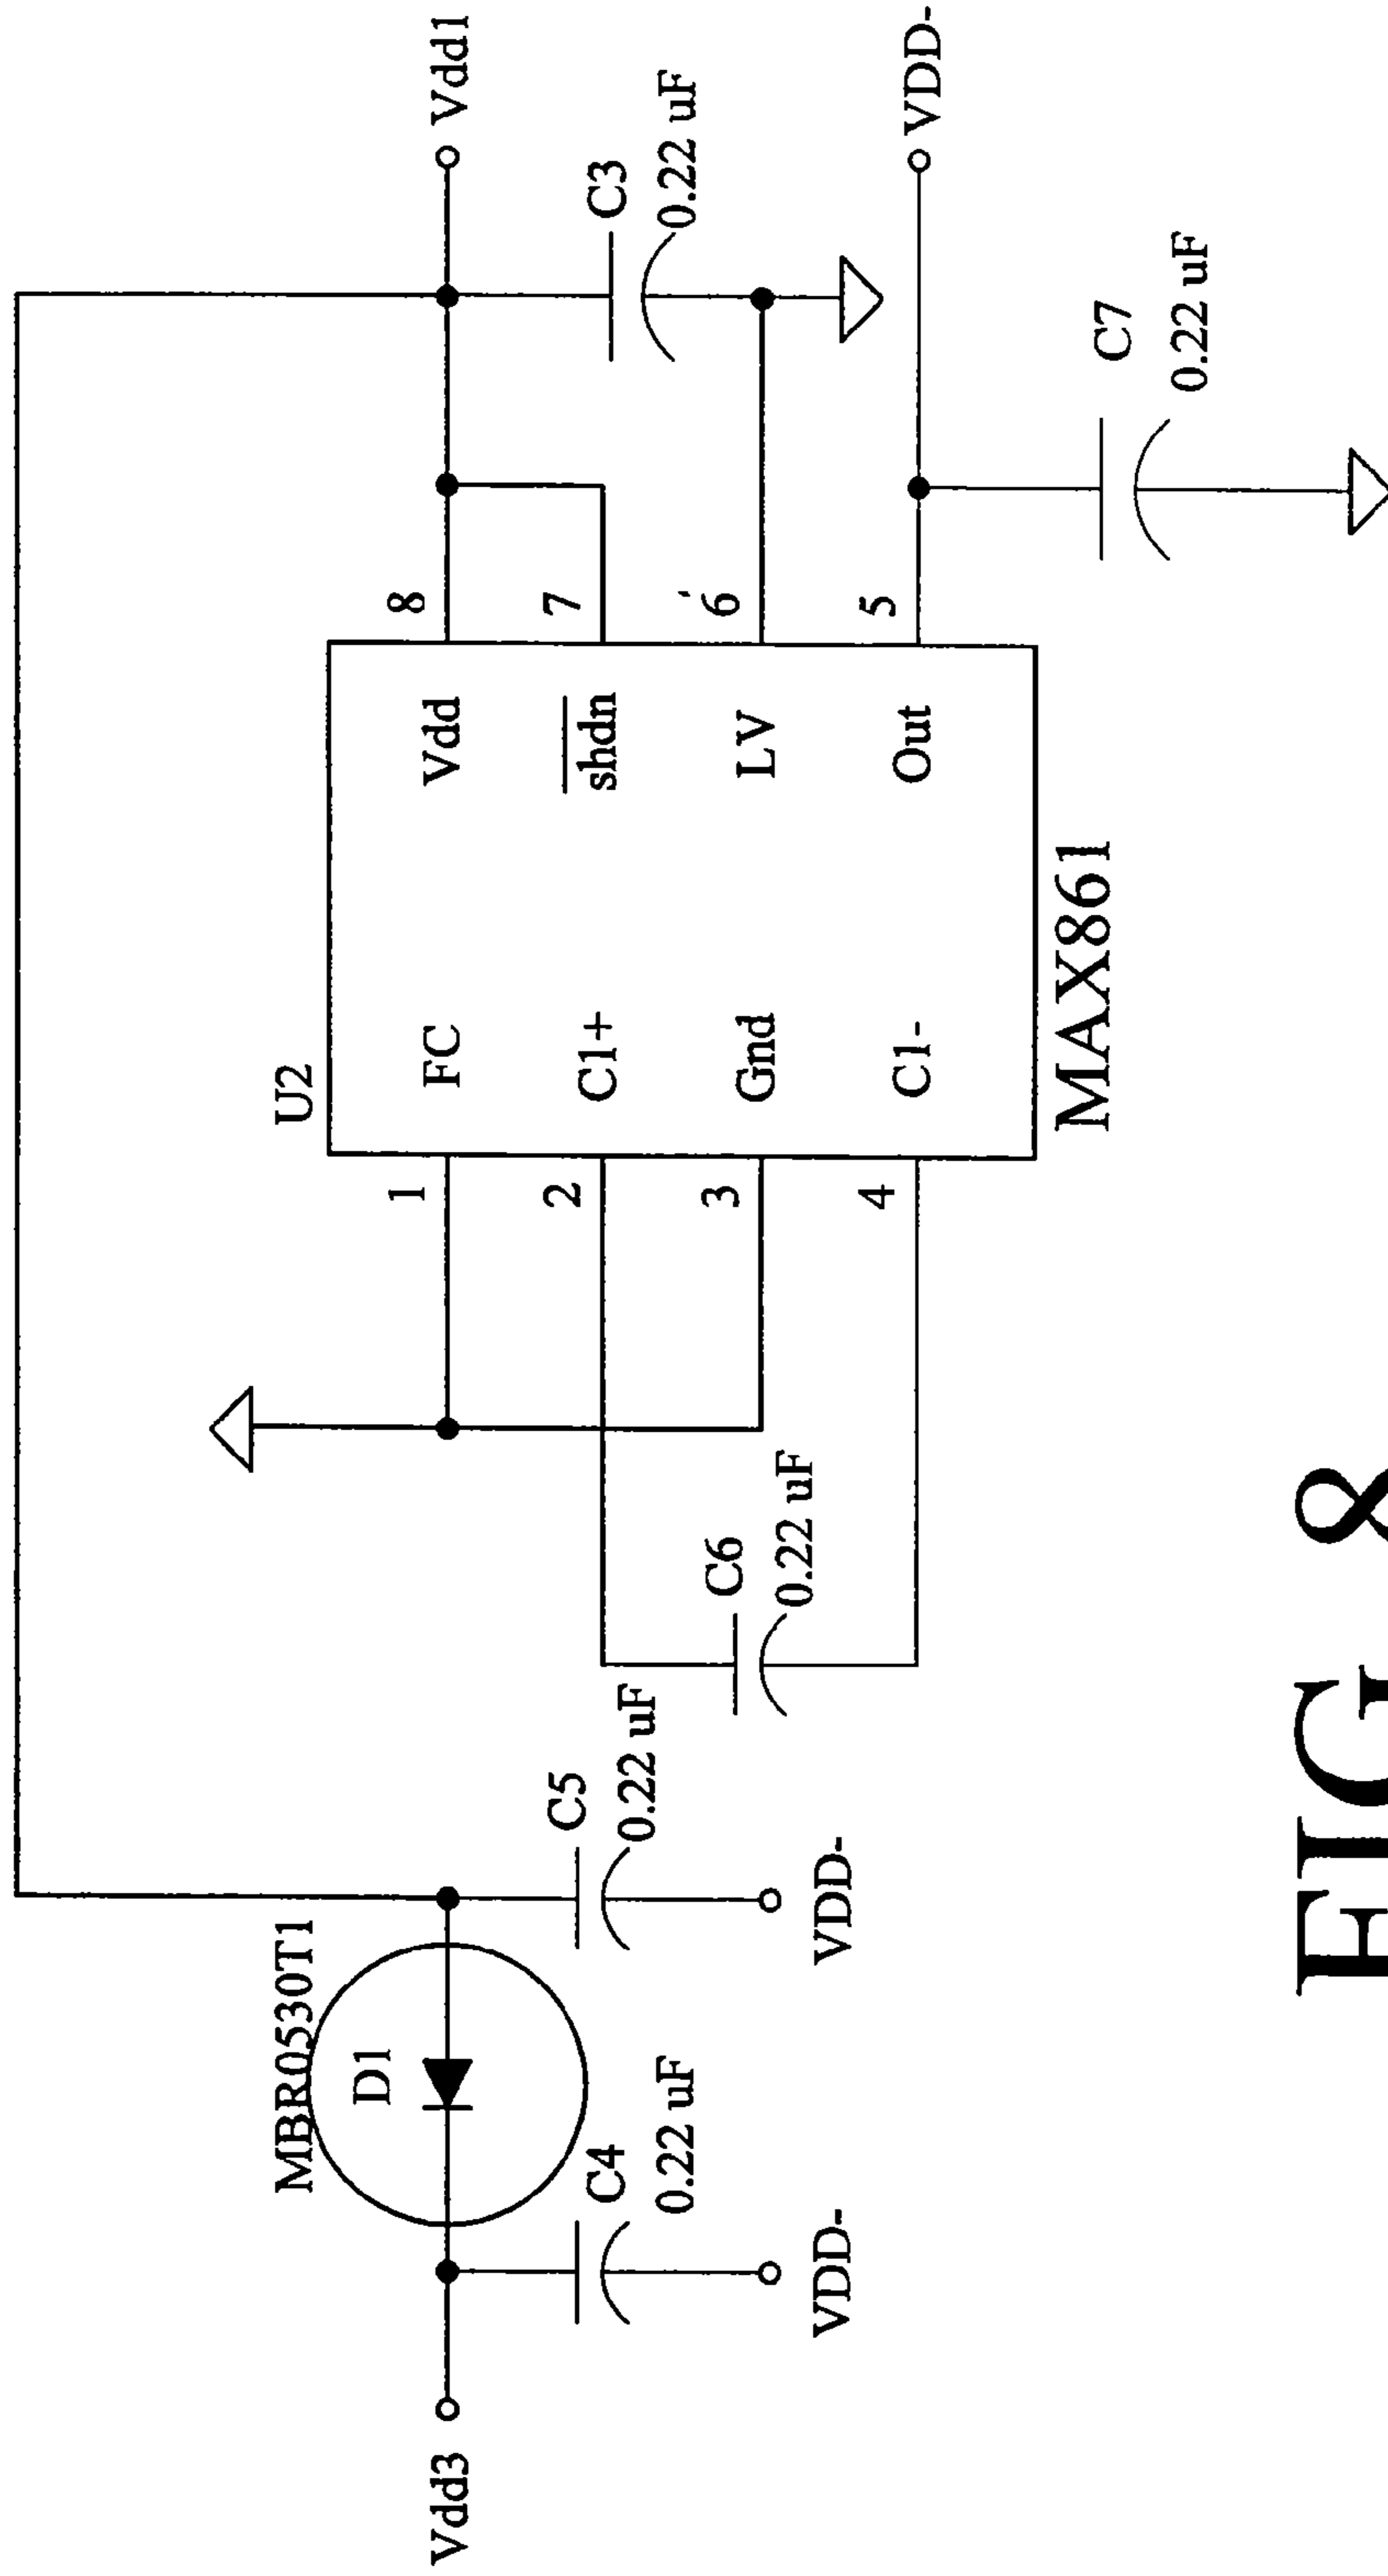 Vdd3
MBR0530T1
D1
C4
0.22 uF
VDD-
C5
0.22 uF
VDD-
C6
0.22 uF
U2
1
FC
2
C1+
3
Gnd
4
C1-
Vdd
8
shdn
7
LV
6
Out
5
MAX861
Vdd1
C3
0.22 uF
VDD-
C7
0.22 uF
FIG 8